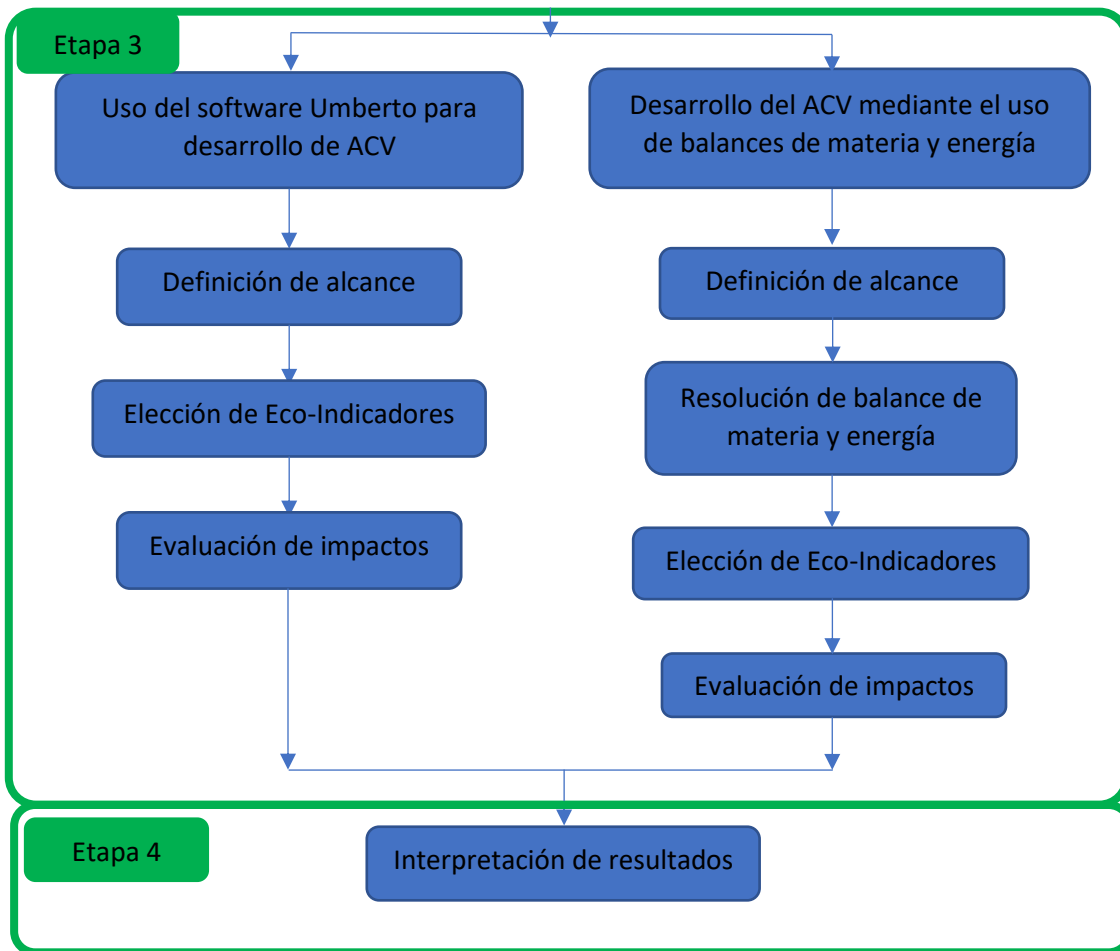 Etapa 3
Uso del software Umberto para
desarrollo de ACV
Definición de alcance
Elección de Eco-Indicadores
Evaluación de impactos
Desarrollo del ACV mediante el uso
de balances de materia y energía
Definición de alcance
Resolución de balance de
materia y energía
Elección de Eco-Indicadores
Evaluación de impactos
Etapa 4
Interpretación de resultados